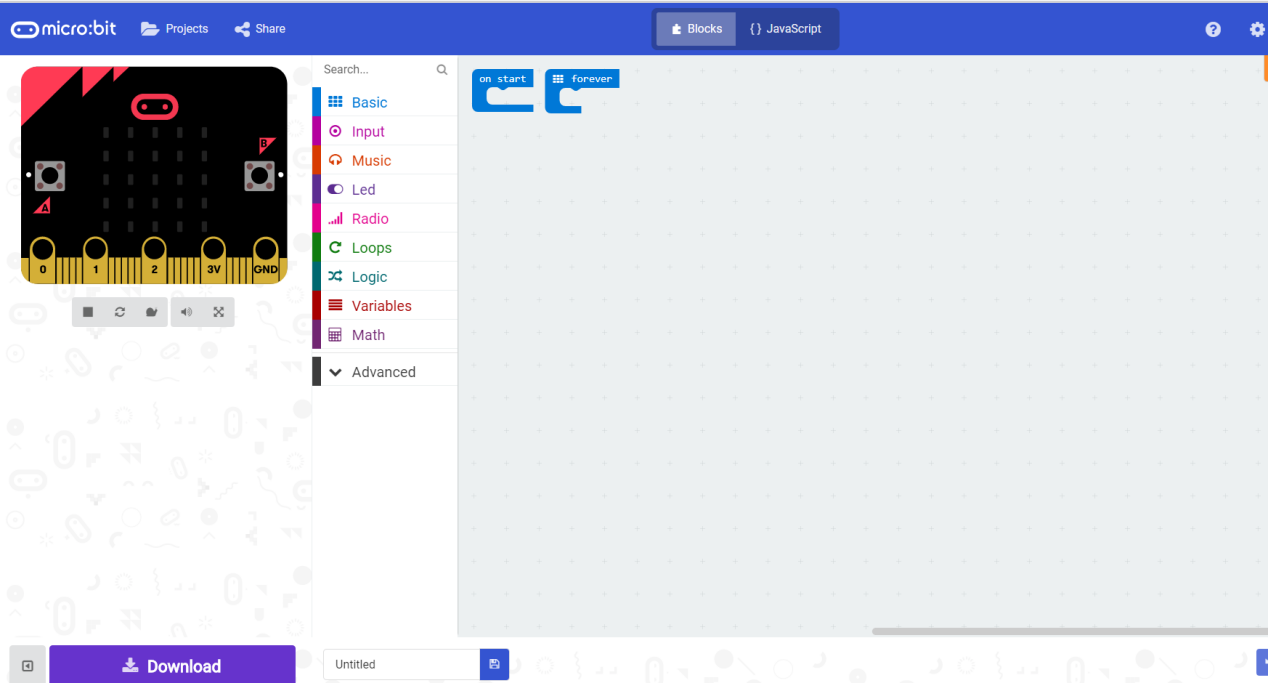 micro:bit Projects Share Blocks {} JavaScript ?
Search...
on start forever
Basic
Input
Music
Led
Radio
Loops
Logic
Variables
Math
Advanced
B
A
0 1 2 3V GND
Download
Untitled